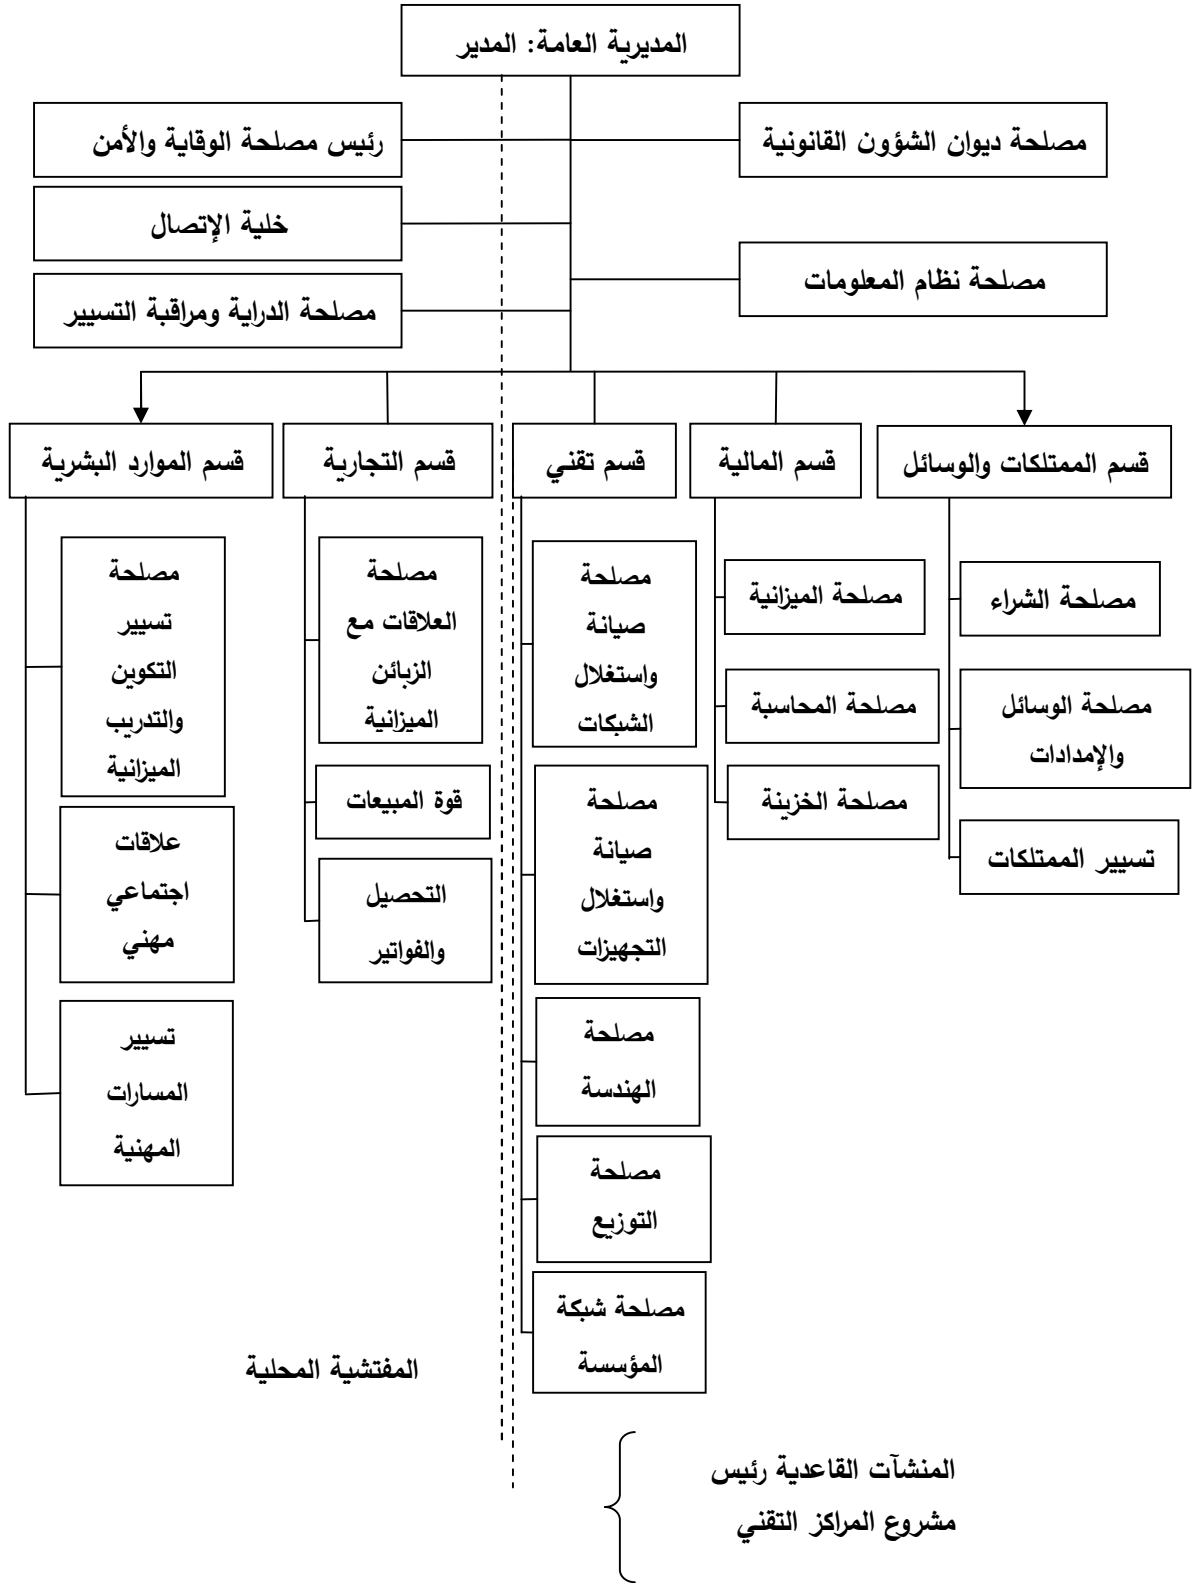 المديرية العامة: المدير
مصلحة ديوان الشؤون القانونية
رئيس مصلحة الوقاية والأمن
خلية الإتصال
مصلحة نظام المعلومات
مصلحة الدراية ومراقبة التسيير
قسم الممتلكات والوسائل
قسم المالية
قسم تقني
قسم التجارية
قسم الموارد البشرية
مصلحة الشراء
مصلحة الوسائل
والإمدادات
تسيير الممتلكات
مصلحة الميزانية
مصلحة المحاسبة
مصلحة الخزينة
مصلحة
صيانة
واستغلال
الشبكات
مصلحة
صيانة
واستغلال
التجهيزات
مصلحة
الهندسة
مصلحة
التوزيع
مصلحة شبكة
المؤسسة
مصلحة
العلاقات مع
الزبائن
الميزانية
قوة المبيعات
التحصيل
والفواتير
مصلحة
تسيير
التكوين
والتدريب
الميزانية
علاقات
اجتماعي
مهني
تسيير
المسارات
المهنية
المفتشية المحلية
المنشآت القاعدية رئيس
مشروع المراكز التقني